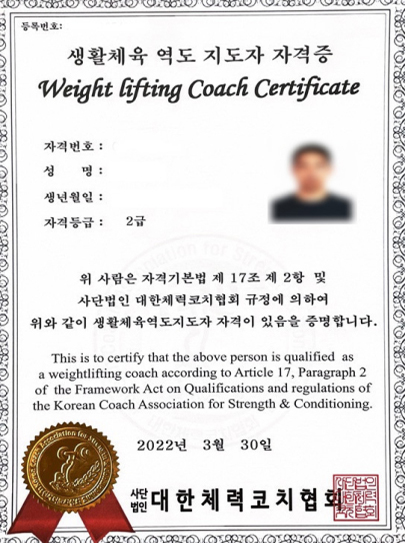 등록번호:
생활체육 역도 지도자 자격증
Weight lifting Coach Certificate
자격번호 :
성 명 :
생년월일 :
자격등급 : 2급
위 사람은 자격기본법 제 17조 제 2항 및
사단법인 대한체력코치협회 규정에 의하여
위와 같이 생활체육역도지도자 자격이 있음을 증명합니다.
This is to certify that the above person is qualified as
a weightlifting coach according to Article 17, Paragraph 2
of the Framework Act on Qualifications and regulations of
the Korean Coach Association for Strength & Conditioning.
2022년 3월 30일
사단법인 대한체력코치협회